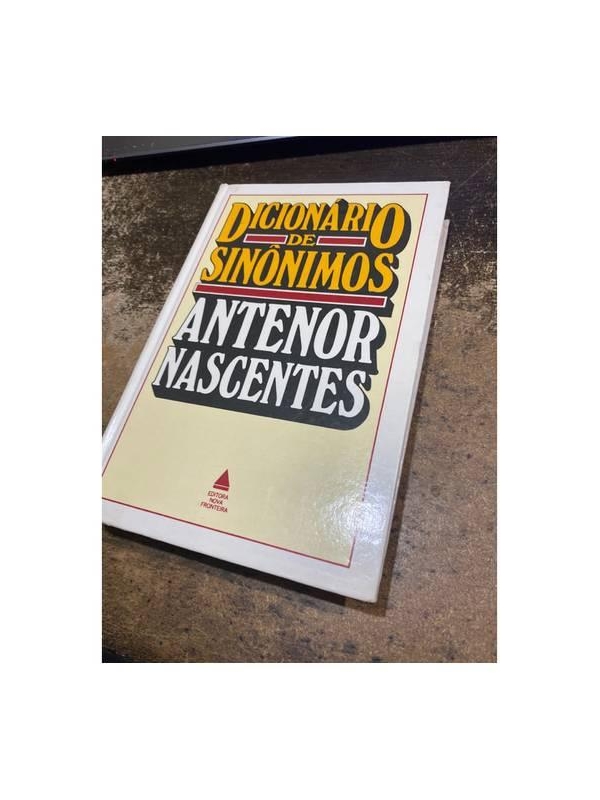 DICIONÁRIO
DE
SINÔNIMOS
ANTENOR
NASCENTES
EDITORA
NOVA
FRONTEIRA